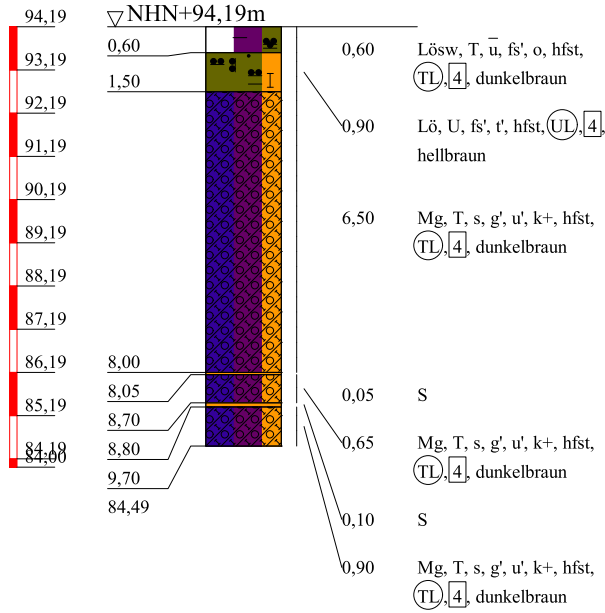 94,19
93,19
92,19
91,19
90,19
89,19
88,19
87,19
86,19
85,19
84,19
84,00
NHN+94,19m
0,60
1,50
8,00
8,05
8,70
8,80
9,70
84,49
0,60 Lösw, T, u̅, fs', o, hfst,
TL, 4, dunkelbraun
0,90 Lö, U, fs', t', hfst, UL, 4,
hellbraun
6,50 Mg, T, s, g', u', k+, hfst,
TL, 4, dunkelbraun
0,05 S
0,65 Mg, T, s, g', u', k+, hfst,
TL, 4, dunkelbraun
0,10 S
0,90 Mg, T, s, g', u', k+, hfst,
TL, 4, dunkelbraun